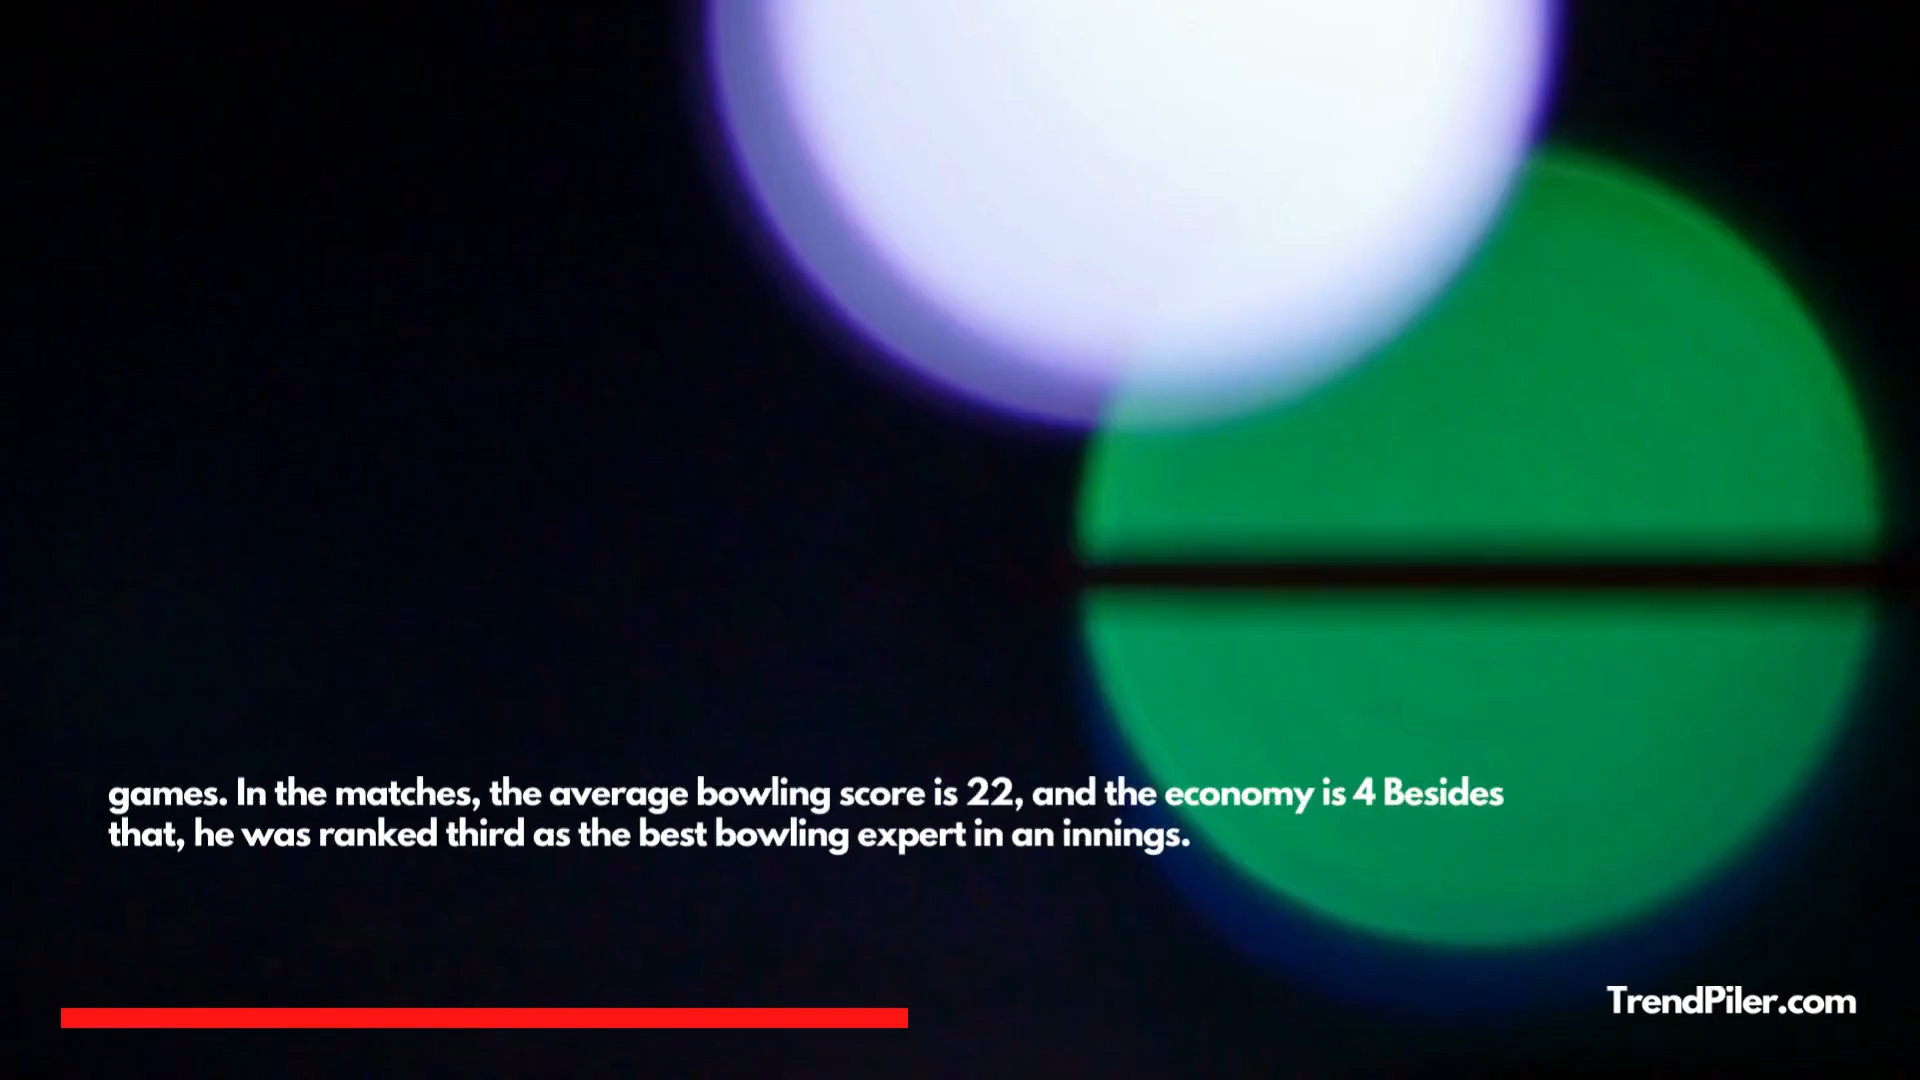 games. In the matches, the average bowling score is 22, and the economy is 4 Besides
that, he was ranked third as the best bowling expert in an innings.
TrendPiler.com